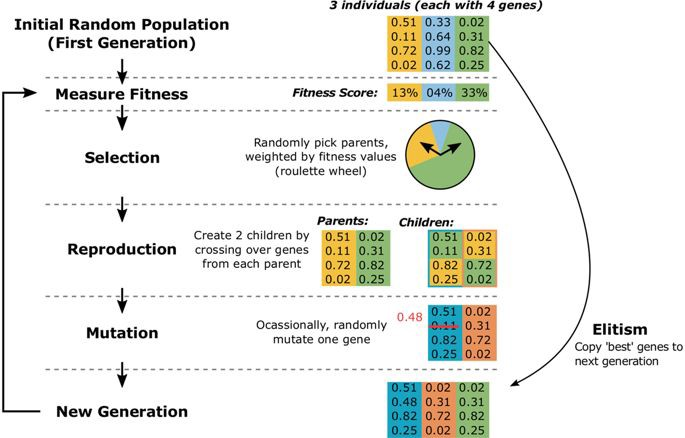 3 individuals (each with 4 genes)
Initial Random Population
(First Generation)
0.51 0.33 0.02
0.11 0.64 0.31
0.72 0.99 0.82
0.02 0.62 0.25
Measure Fitness
Fitness Score: 13% 04% 33%
Selection
Randomly pick parents,
weighted by fitness values
(roulette wheel)
Reproduction
Create 2 children by
crossing over genes
from each parent
Parents:
0.51 0.02
0.11 0.31
0.72 0.82
0.02 0.25
Children:
0.51 0.02
0.11 0.31
0.82 0.72
0.25 0.02
Mutation
Ocassionally, randomly
mutate one gene
0.48
0.51 0.02
0.11 0.31
0.82 0.72
0.25 0.02
Elitism
Copy 'best' genes to
next generation
New Generation
0.51 0.02 0.02
0.48 0.31 0.31
0.82 0.72 0.82
0.25 0.02 0.25